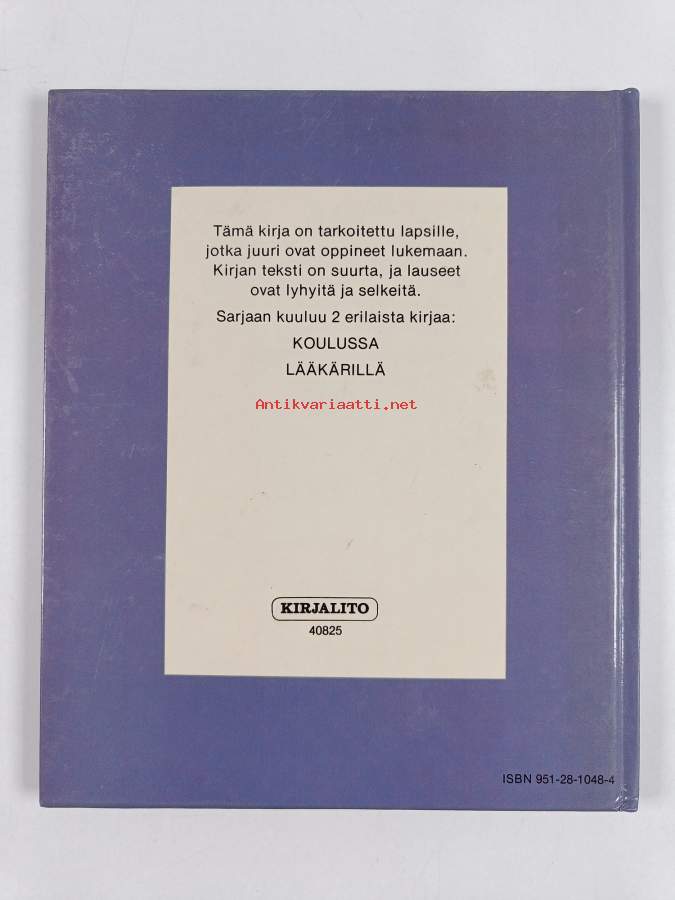 Tämä kirja on tarkoitettu lapsille,
jotka juuri ovat oppineet lukemaan.
Kirjan teksti on suurta, ja lauseet
ovat lyhyitä ja selkeitä.
Sarjaan kuuluu 2 erilaista kirjaa:
KOULUSSA
LÄÄKÄRILLÄ
Antikvariaatti.net
KIRJALITO
40825
ISBN 951-28-1048-4